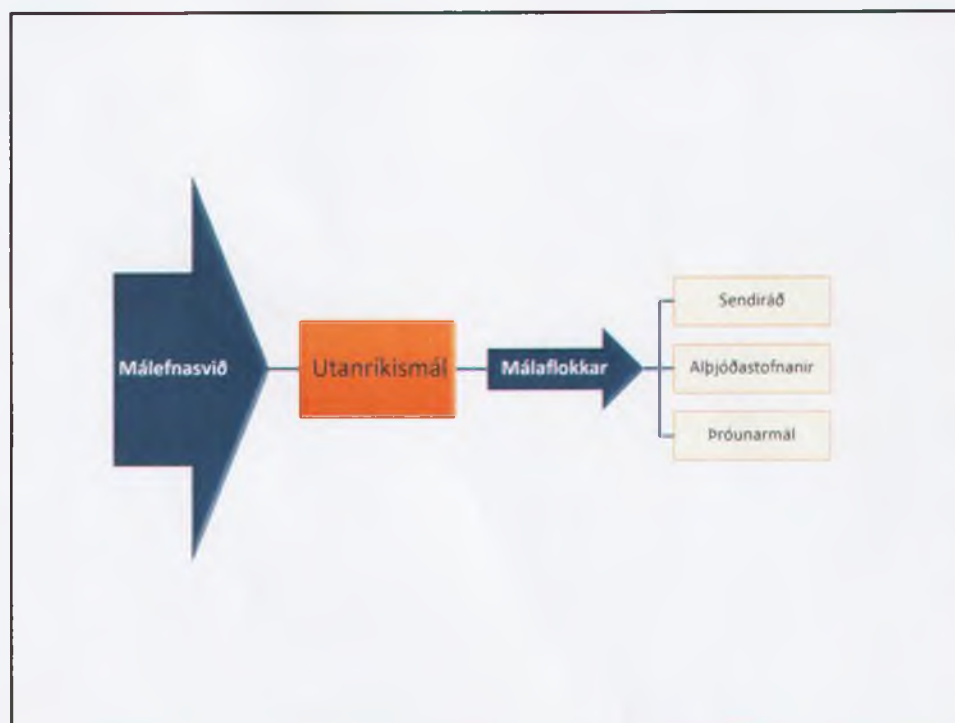 Málefnasvið
Utanríkismál
Málaflokkar
Sendiráð
Alþjóðastofnanir
Þróunarmál